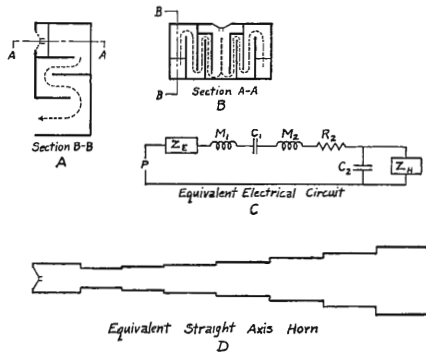 B
A A
Section B-B
A
B
Section A-A
B
P Z_E M_1 C_1 M_2 R_2 C_2 Z_H
Equivalent Electrical Circuit
C
Equivalent Straight Axis Horn
D